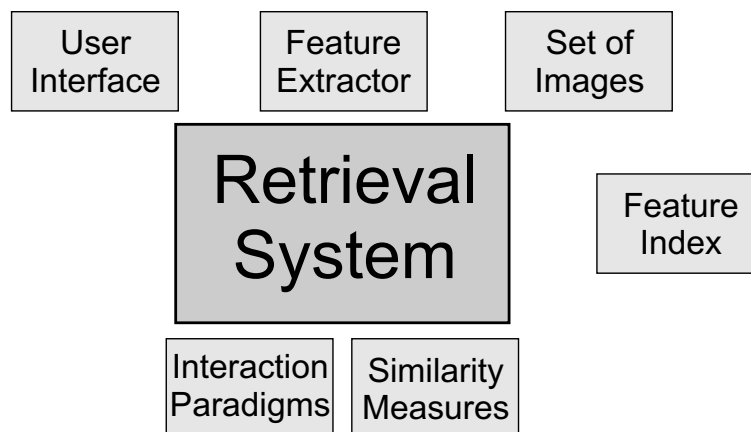 User
Interface
Feature
Extractor
Set of
Images
Retrieval
System
Feature
Index
Interaction
Paradigms
Similarity
Measures